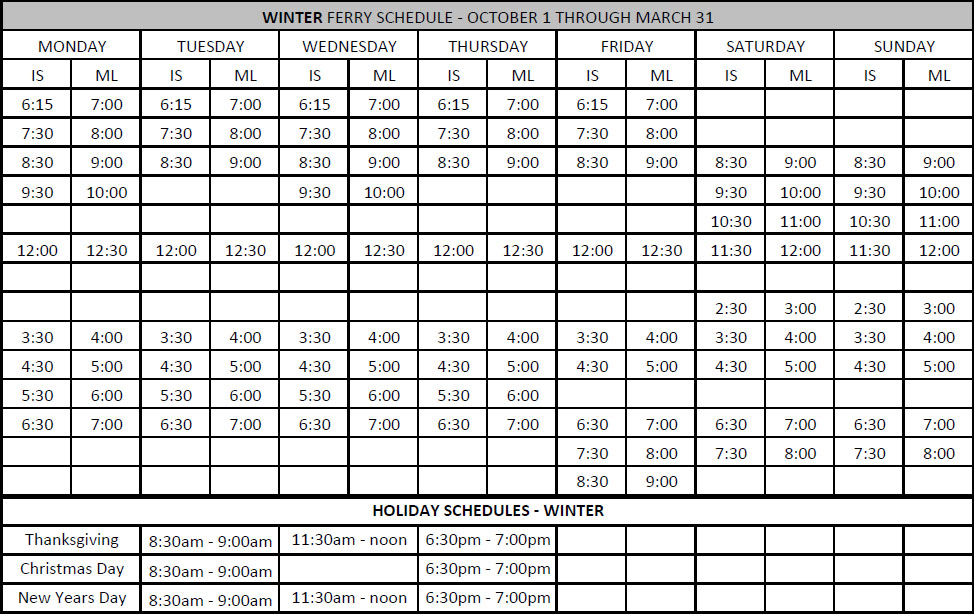 WINTER FERRY SCHEDULE - OCTOBER 1 THROUGH MARCH 31
MONDAY TUESDAY WEDNESDAY THURSDAY FRIDAY SATURDAY SUNDAY
IS ML IS ML IS ML IS ML IS ML IS ML IS ML
6:15 7:00 6:15 7:00 6:15 7:00 6:15 7:00 6:15 7:00
7:30 8:00 7:30 8:00 7:30 8:00 7:30 8:00 7:30 8:00
8:30 9:00 8:30 9:00 8:30 9:00 8:30 9:00 8:30 9:00 8:30 9:00 8:30 9:00
9:30 10:00 9:30 10:00 9:30 10:00 9:30 10:00
10:30 11:00 10:30 11:00
12:00 12:30 12:00 12:30 12:00 12:30 12:00 12:30 12:00 12:30 11:30 12:00 11:30 12:00
2:30 3:00 2:30 3:00
3:30 4:00 3:30 4:00 3:30 4:00 3:30 4:00 3:30 4:00 3:30 4:00 3:30 4:00
4:30 5:00 4:30 5:00 4:30 5:00 4:30 5:00 4:30 5:00 4:30 5:00 4:30 5:00
5:30 6:00 5:30 6:00 5:30 6:00 5:30 6:00
6:30 7:00 6:30 7:00 6:30 7:00 6:30 7:00 6:30 7:00 6:30 7:00 6:30 7:00
7:30 8:00 7:30 8:00 7:30 8:00
8:30 9:00
HOLIDAY SCHEDULES - WINTER
Thanksgiving 8:30am - 9:00am 11:30am - noon 6:30pm - 7:00pm
Christmas Day 8:30am - 9:00am 6:30pm - 7:00pm
New Years Day 8:30am - 9:00am 11:30am - noon 6:30pm - 7:00pm